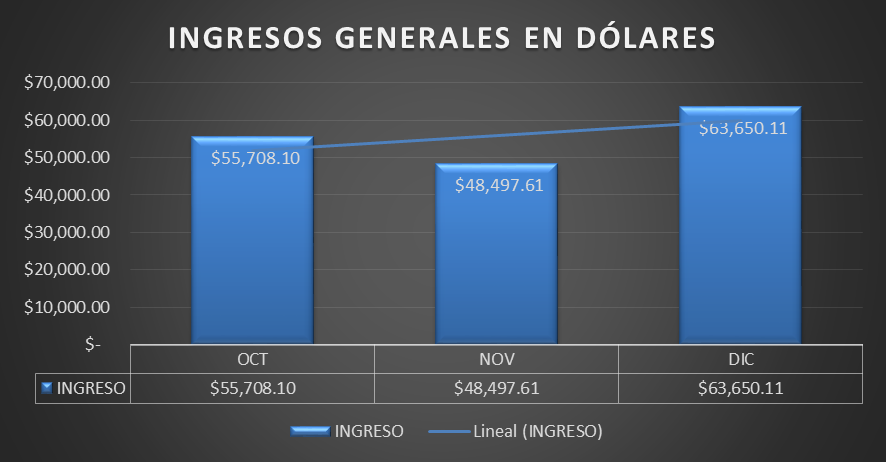 INGRESOS GENERALES EN DÓLARES
$70,000.00
$60,000.00
$50,000.00
$40,000.00
$30,000.00
$20,000.00
$10,000.00
$-
$55,708.10
$48,497.61
$63,650.11
OCT NOV DIC
INGRESO $55,708.10 $48,497.61 $63,650.11
INGRESO Lineal (INGRESO)